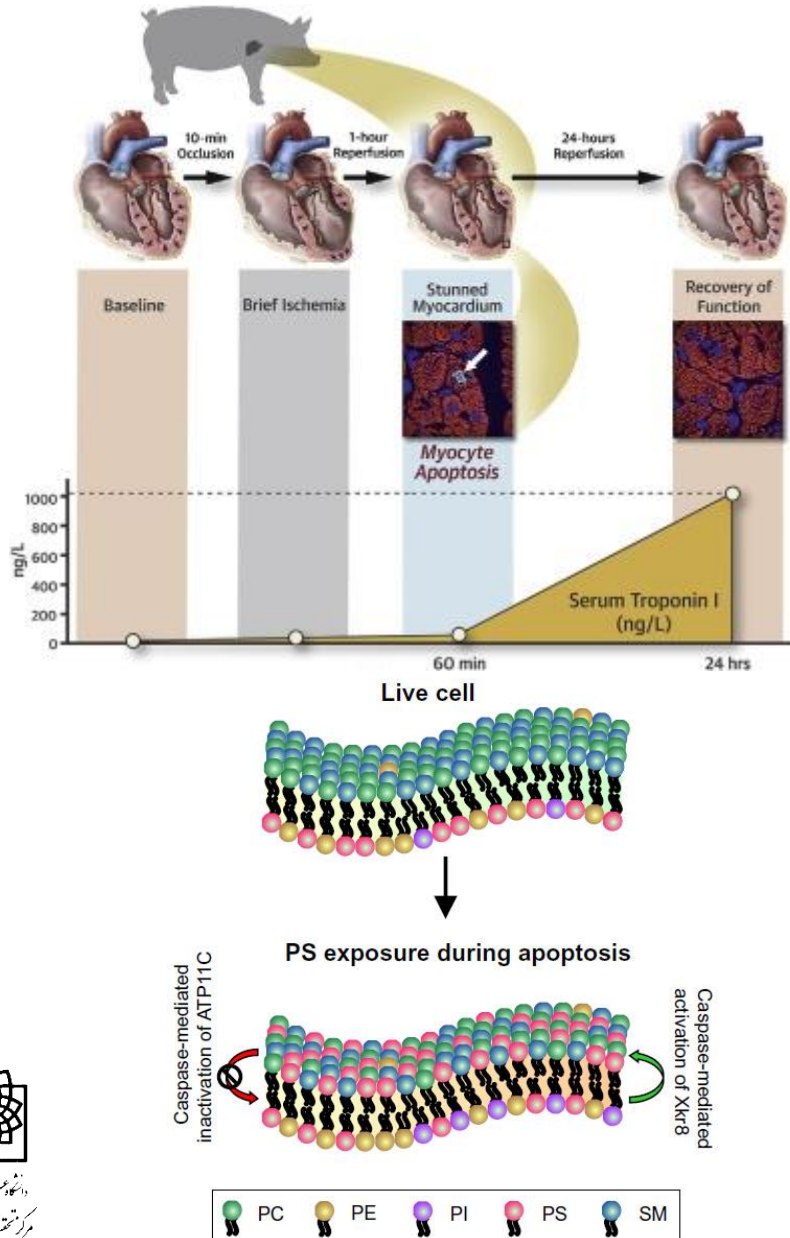 10-min
Occlusion
1-hour
Reperfusion
24-hours
Reperfusion
Baseline
Brief Ischemia
Stunned
Myocardium
Recovery of
Function
Myocyte
Apoptosis
1000
800
600
400
200
0
ng/L
Serum Troponin I
(ng/L)
60 min
24 hrs
Live cell
PS exposure during apoptosis
Caspase-mediated
inactivation of ATP11C
Caspase-mediated
activation of Xkr8
PC
PE
PI
PS
SM